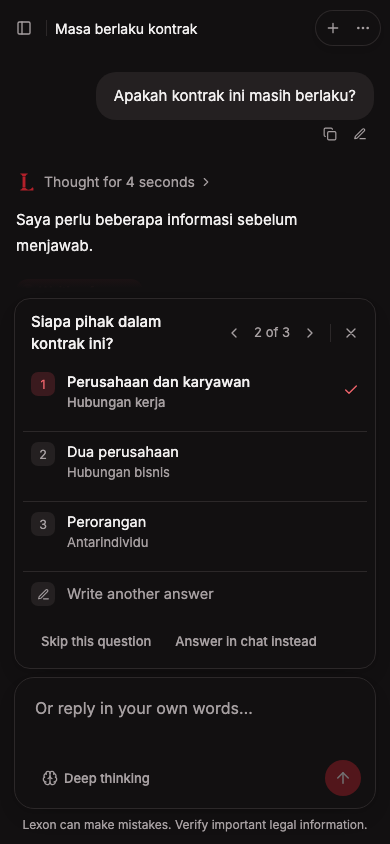 Masa berlaku kontrak
Apakah kontrak ini masih berlaku?
L Thought for 4 seconds
Saya perlu beberapa informasi sebelum
menjawab.
Siapa pihak dalam
kontrak ini?
2 of 3
1 Perusahaan dan karyawan
Hubungan kerja
2 Dua perusahaan
Hubungan bisnis
3 Perorangan
Antarindividu
Write another answer
Skip this question Answer in chat instead
Or reply in your own words...
Deep thinking
Lexon can make mistakes. Verify important legal information.